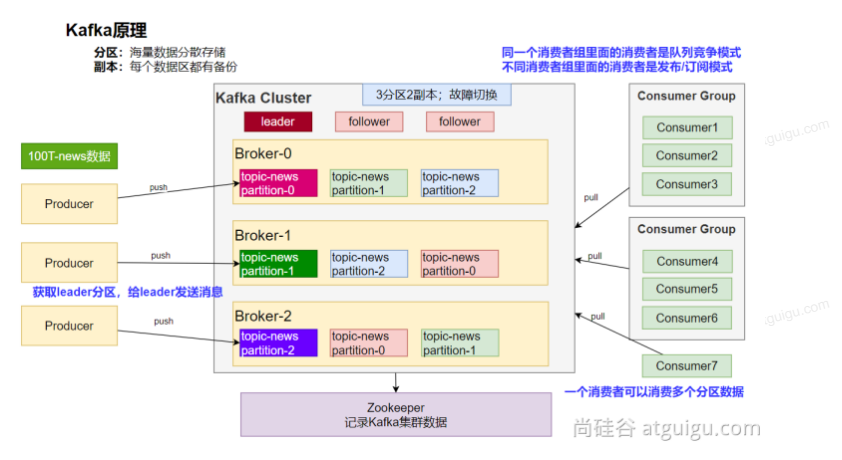 Kafka原理
分区：海量数据分散存储
副本：每个数据区都有备份
同一个消费者组里面的消费者是队列竞争模式
不同消费者组里面的消费者是发布/订阅模式
Kafka Cluster
3分区2副本；故障切换
leader
follower
follower
100T-news数据
Producer
Producer
获取leader分区，给leader发送消息
Producer
push
push
push
Broker-0
topic-news
partition-0
topic-news
partition-1
topic-news
partition-2
Broker-1
topic-news
partition-1
topic-news
partition-2
topic-news
partition-0
Broker-2
topic-news
partition-2
topic-news
partition-0
topic-news
partition-1
Zookeeper
记录Kafka集群数据
pull
pull
pull
Consumer Group
Consumer1
Consumer2
Consumer3
Consumer Group
Consumer4
Consumer5
Consumer6
Consumer7
一个消费者可以消费多个分区数据
尚硅谷 atguigu.com
.guigu.com
.guigu.com